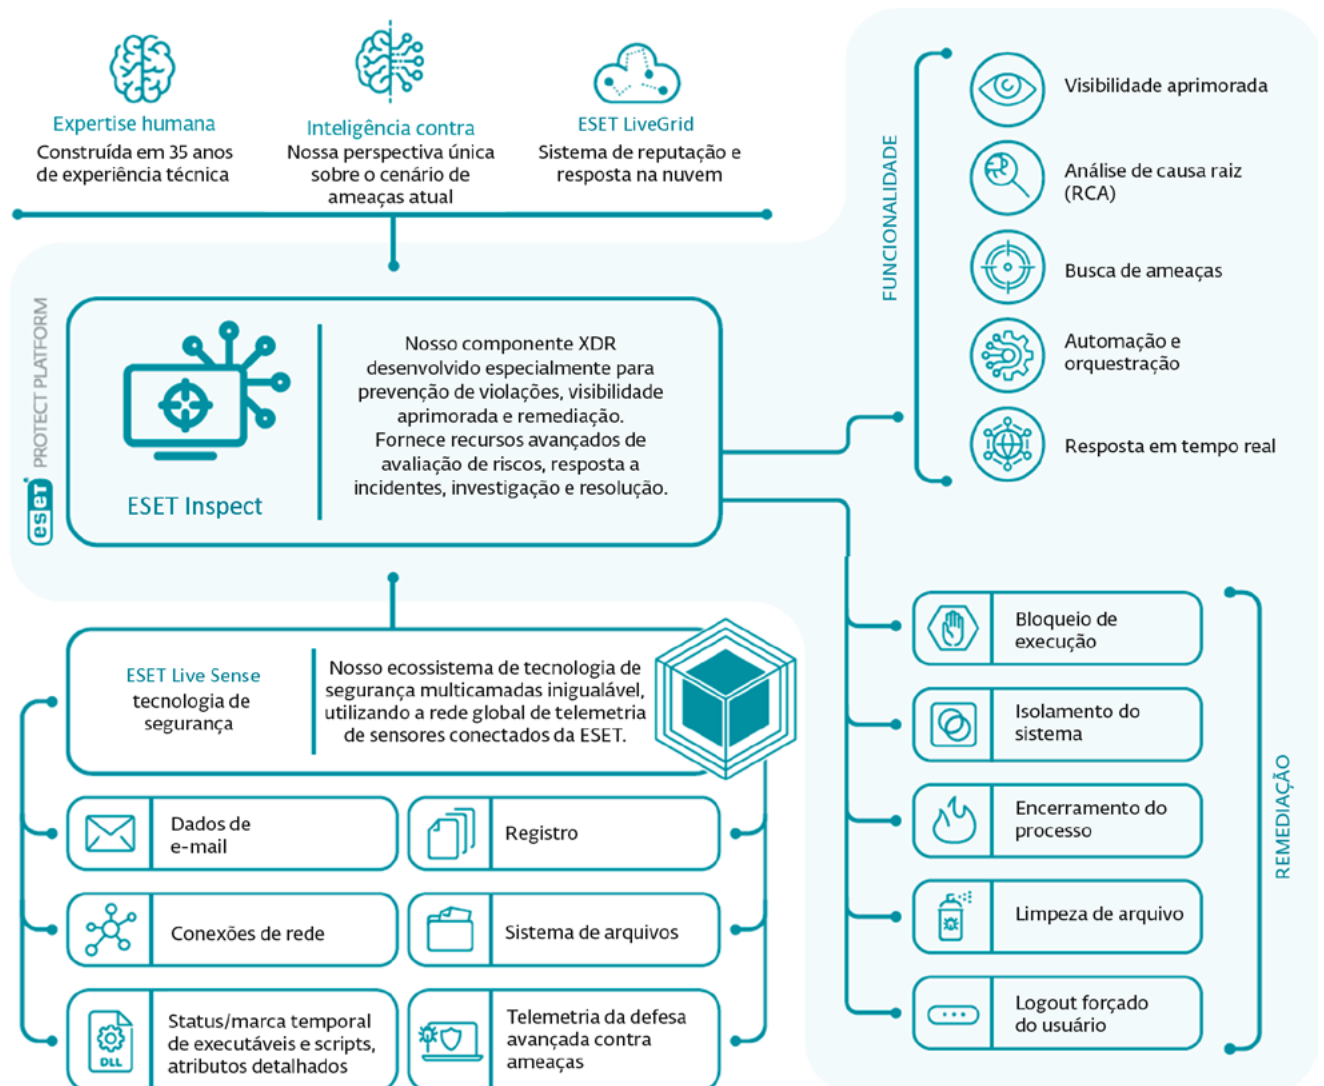 Expertise humana
Construída em 35 anos
de experiência técnica
Inteligência contra
Nossa perspectiva única
sobre o cenário de
ameaças atual
ESET LiveGrid
Sistema de reputação e
resposta na nuvem
eset PROTECT PLATFORM
ESET Inspect
Nosso componente XDR
desenvolvido especialmente para
prevenção de violações, visibilidade
aprimorada e remediação.
Fornece recursos avançados de
avaliação de riscos, resposta a
incidentes, investigação e resolução.
FUNCIONALIDADE
Visibilidade aprimorada
Análise de causa raiz
(RCA)
Busca de ameaças
Automação e
orquestração
Resposta em tempo real
ESET Live Sense
tecnologia de
segurança
Nosso ecossistema de tecnologia de
segurança multicamadas inigualável,
utilizando a rede global de telemetria
de sensores conectados da ESET.
Dados de
e-mail
Registro
Conexões de rede
Sistema de arquivos
DLL
Status/marca temporal
de executáveis e scripts,
atributos detalhados
Telemetria da defesa
avançada contra
ameaças
Bloqueio de
execução
Isolamento do
sistema
Encerramento do
processo
Limpeza de arquivo
Logout forçado
do usuário
REMEDIAÇÃO